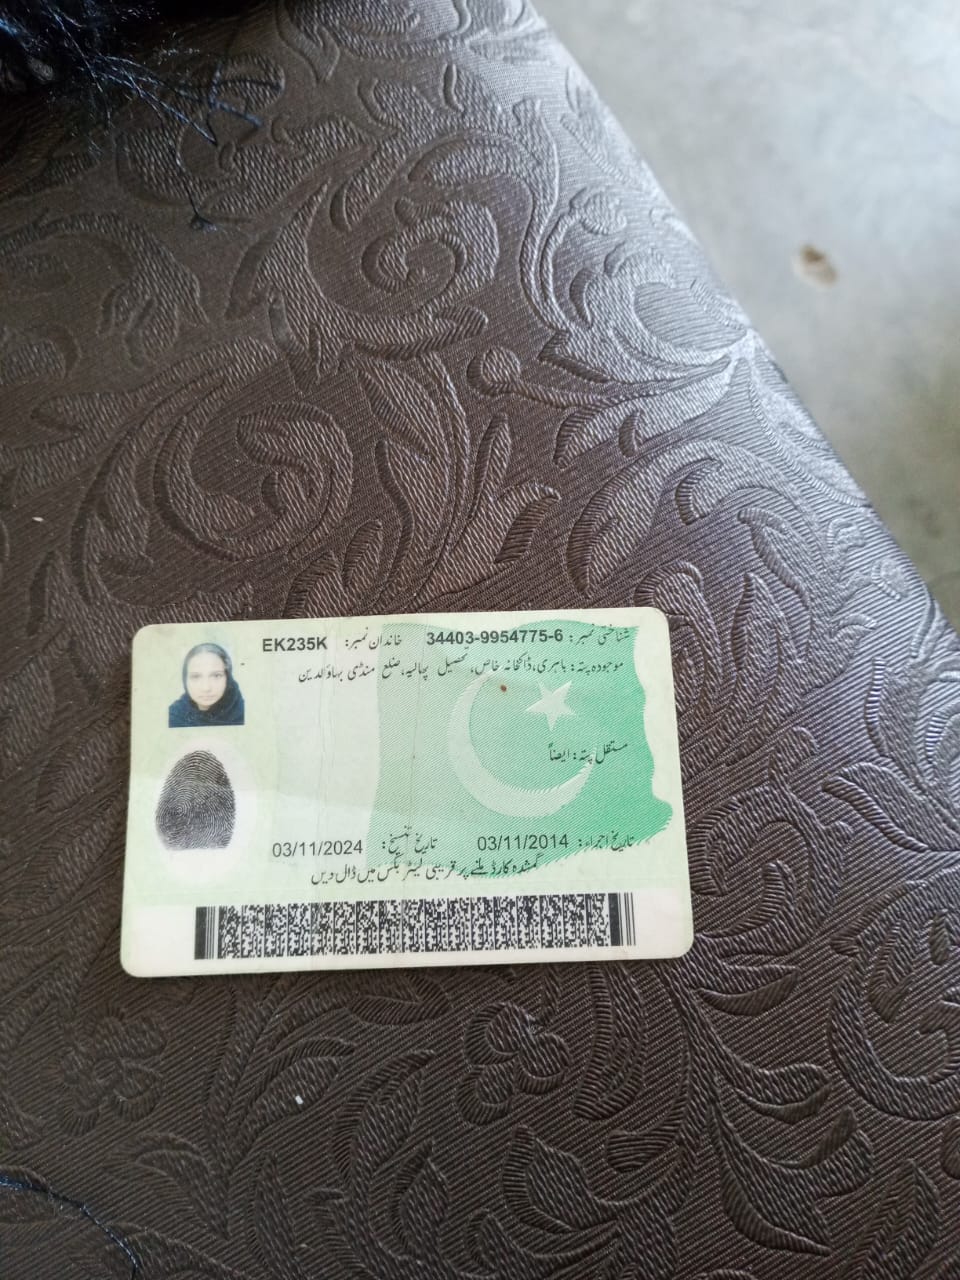 شناختی نمبر: 34403-9954775-6 خاندان نمبر: EK235K
موجودہ پتہ: باہری، ڈاکخانہ خاص، تحصیل پھالیہ، ضلع منڈی بہاؤالدین
مستقل پتہ: ایضاً
تاریخ اجراء: 03/11/2014 تاریخ تنسیخ: 03/11/2024
گمشدہ کارڈ ملنے پر قریبی لیٹر بکس میں ڈال دیں